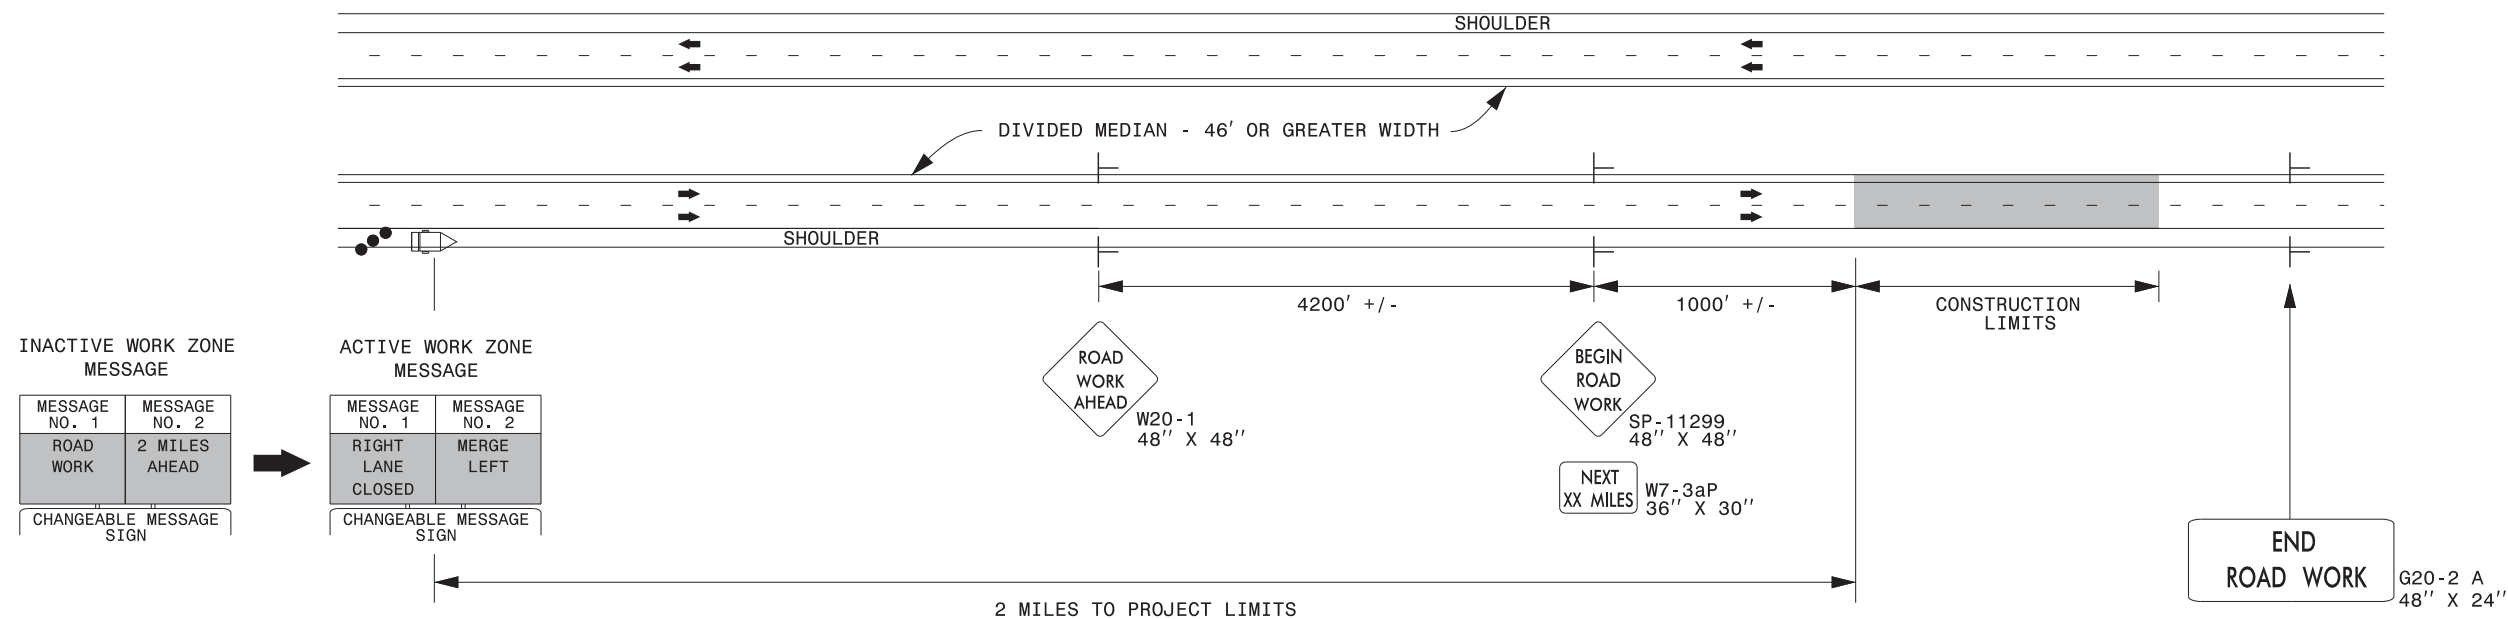 SHOULDER
DIVIDED MEDIAN - 46' OR GREATER WIDTH
SHOULDER
4200' +/-
1000' +/-
CONSTRUCTION
LIMITS
INACTIVE WORK ZONE
MESSAGE
MESSAGE
NO. 1
MESSAGE
NO. 2
ROAD
WORK
2 MILES
AHEAD
CHANGEABLE MESSAGE
SIGN
ACTIVE WORK ZONE
MESSAGE
MESSAGE
NO. 1
MESSAGE
NO. 2
RIGHT
LANE
CLOSED
MERGE
LEFT
CHANGEABLE MESSAGE
SIGN
ROAD
WORK
AHEAD
W20-1
48'' X 48''
BEGIN
ROAD
WORK
SP-11299
48'' X 48''
NEXT
XX MILES
W7-3aP
36'' X 30''
END
ROAD WORK
G20-2 A
48'' X 24''
2 MILES TO PROJECT LIMITS